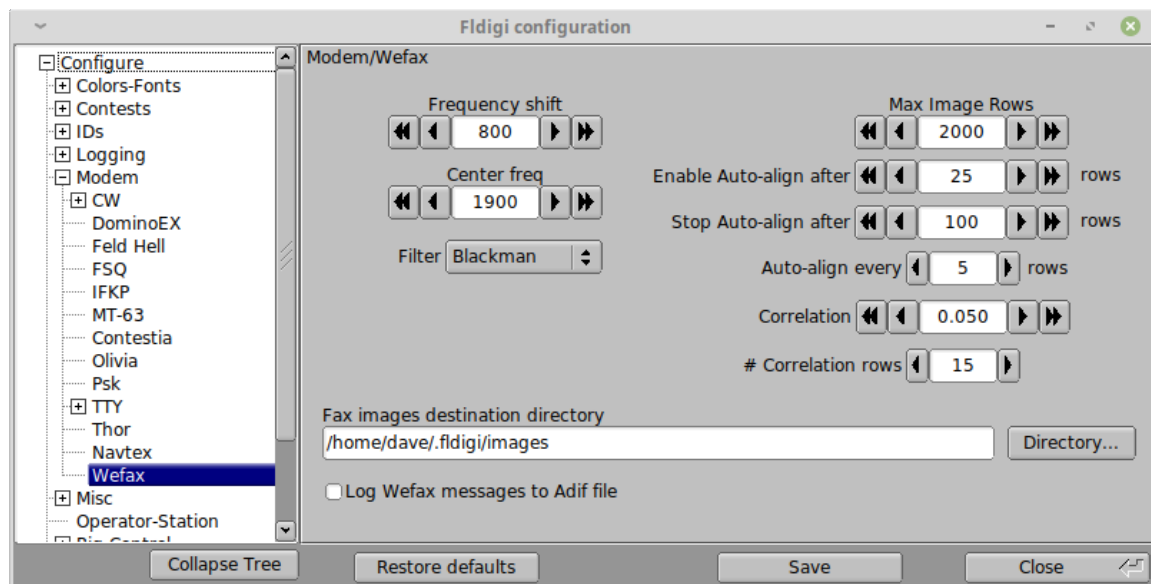 Fldigi configuration
Configure
Colors-Fonts
Contests
IDs
Logging
Modem
CW
DominoEX
Feld Hell
FSQ
IFKP
MT-63
Contestia
Olivia
Psk
TTY
Thor
Navtex
Wefax
Misc
Operator-Station
Rig Control
Collapse Tree
Modem/Wefax
Frequency shift
800
Center freq
1900
Filter Blackman
Max Image Rows
2000
Enable Auto-align after 25 rows
Stop Auto-align after 100 rows
Auto-align every 5 rows
Correlation 0.050
# Correlation rows 15
Fax images destination directory
/home/dave/.fldigi/images Directory...
Log Wefax messages to Adif file
Restore defaults Save Close